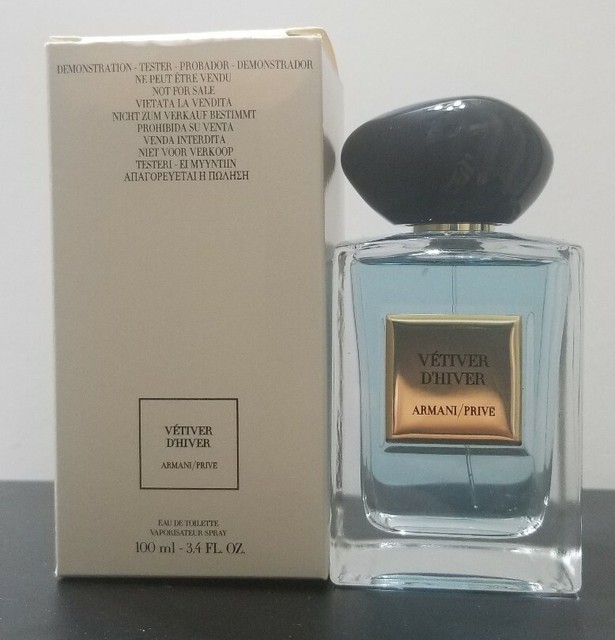 DEMONSTRATION - TESTER - PROBADOR - DEMONSTRADOR
NE PEUT ÊTRE VENDU
NOT FOR SALE
VIETATA LA VENDITA
NICHT ZUM VERKAUF BESTIMMT
PROHIBIDA SU VENTA
VENDA INTERDITA
NIET VOOR VERKOOP
TESTERI - EI MYYNTIIN
ΑΠΑΓΟΡΕΥΕΤΑΙ Η ΠΩΛΗΣΗ
VÉTIVER
D'HIVER
ARMANI/PRIVE
EAU DE TOILETTE
VAPORISATEUR SPRAY
100 ml - 3.4 FL. OZ.
VÉTIVER
D'HIVER
ARMANI/PRIVE